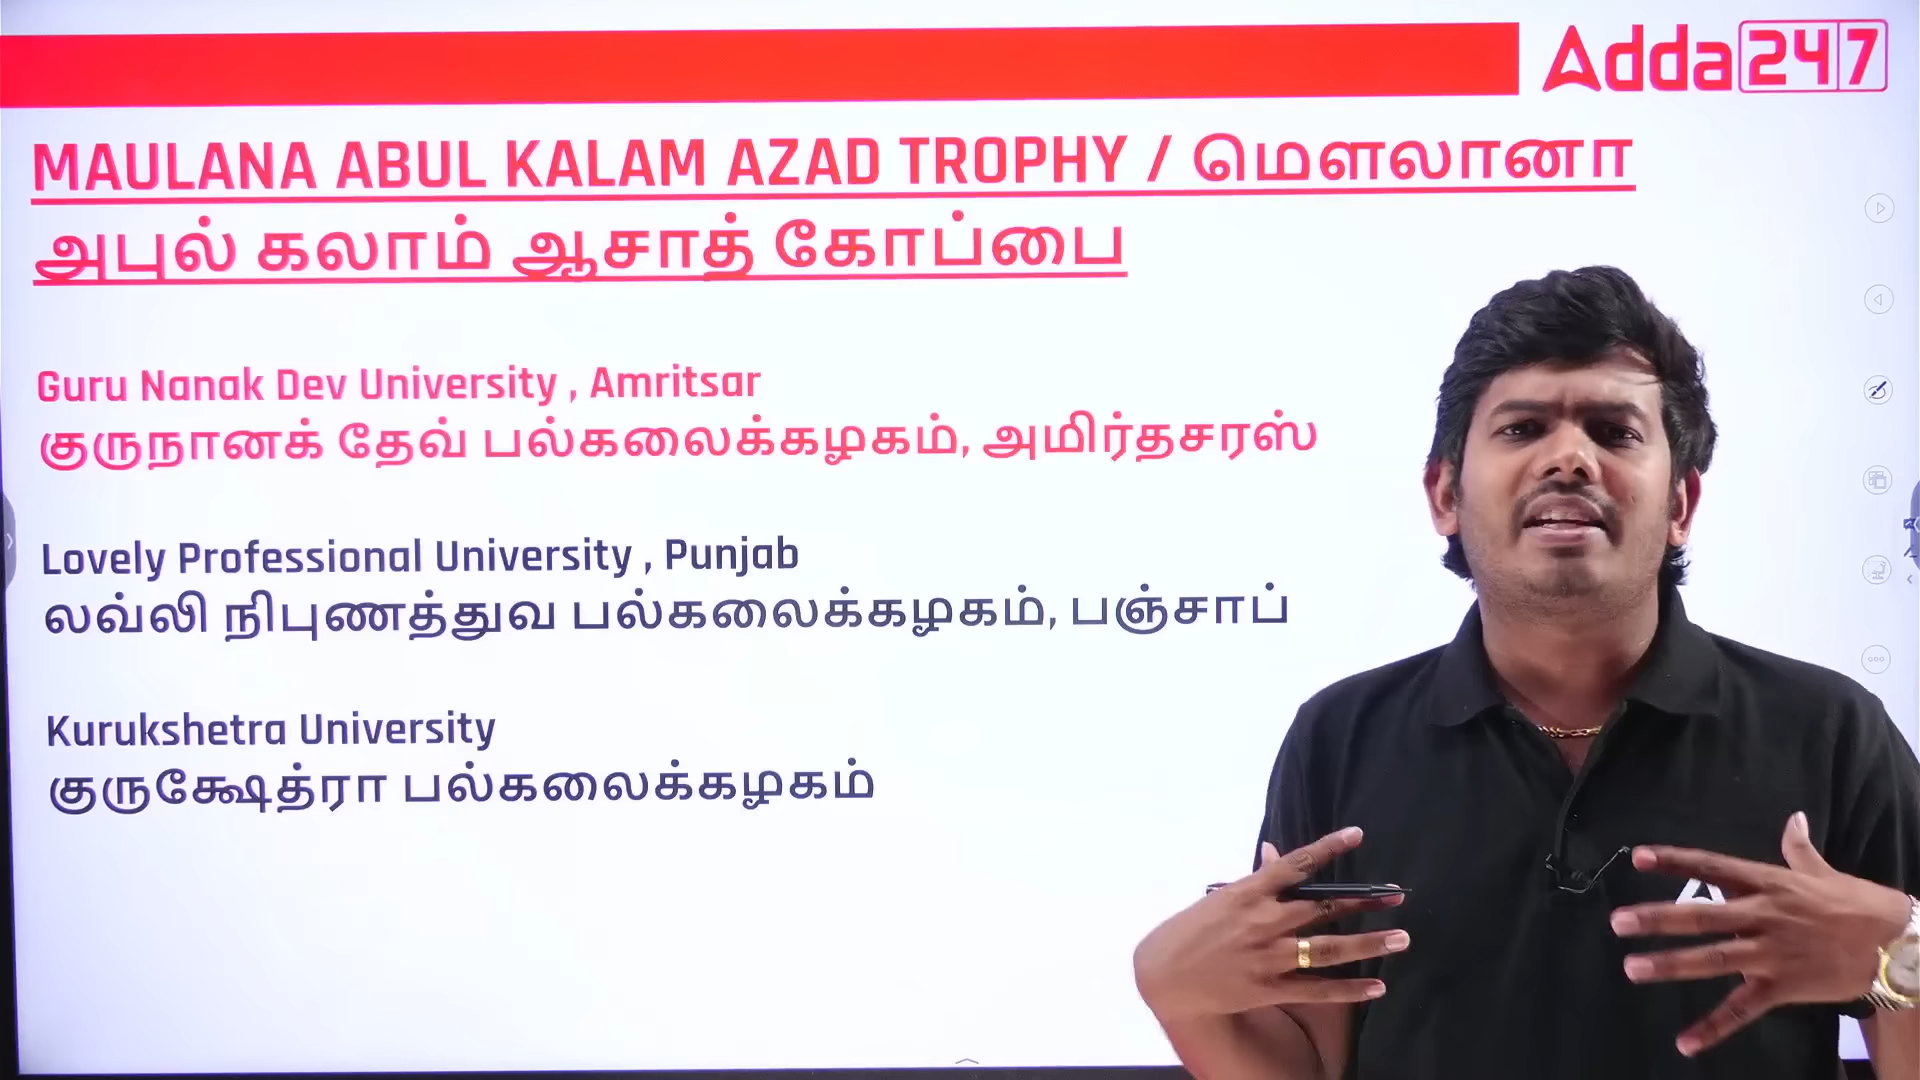 Adda247
MAULANA ABUL KALAM AZAD TROPHY / மௌலானா
அபுல் கலாம் ஆசாத் கோப்பை
Guru Nanak Dev University , Amritsar
குருநானக் தேவ் பல்கலைக்கழகம், அமிர்தசரஸ்
Lovely Professional University , Punjab
லவ்லி நிபுணத்துவ பல்கலைக்கழகம், பஞ்சாப்
Kurukshetra University
குருக்ஷேத்ரா பல்கலைக்கழகம்